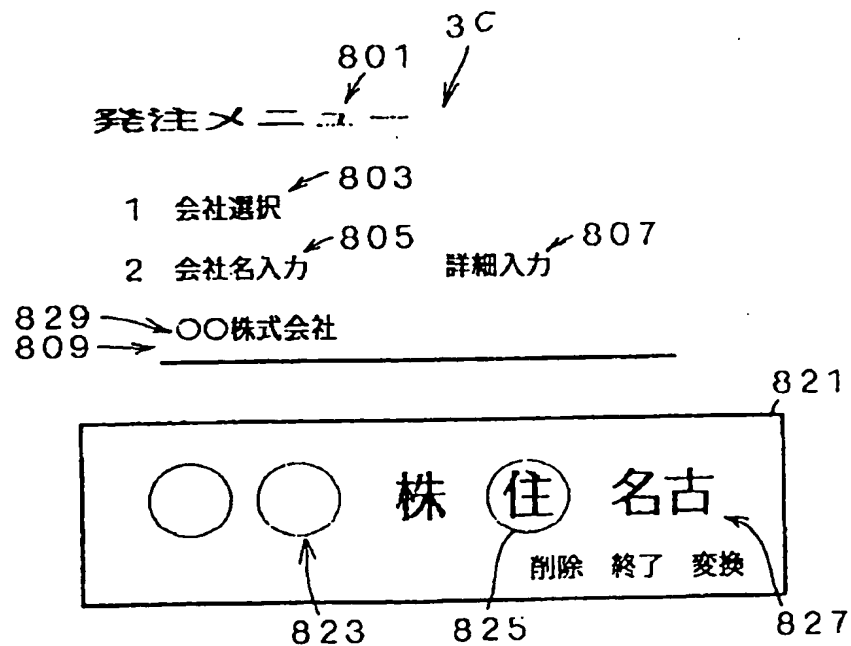 3C
801
発注メニュー
803
1 会社選択
805 807
2 会社名入力 詳細入力
829 ○○株式会社
809
821
○○ 株 住 名古
削除 終了 変換
823 825 827